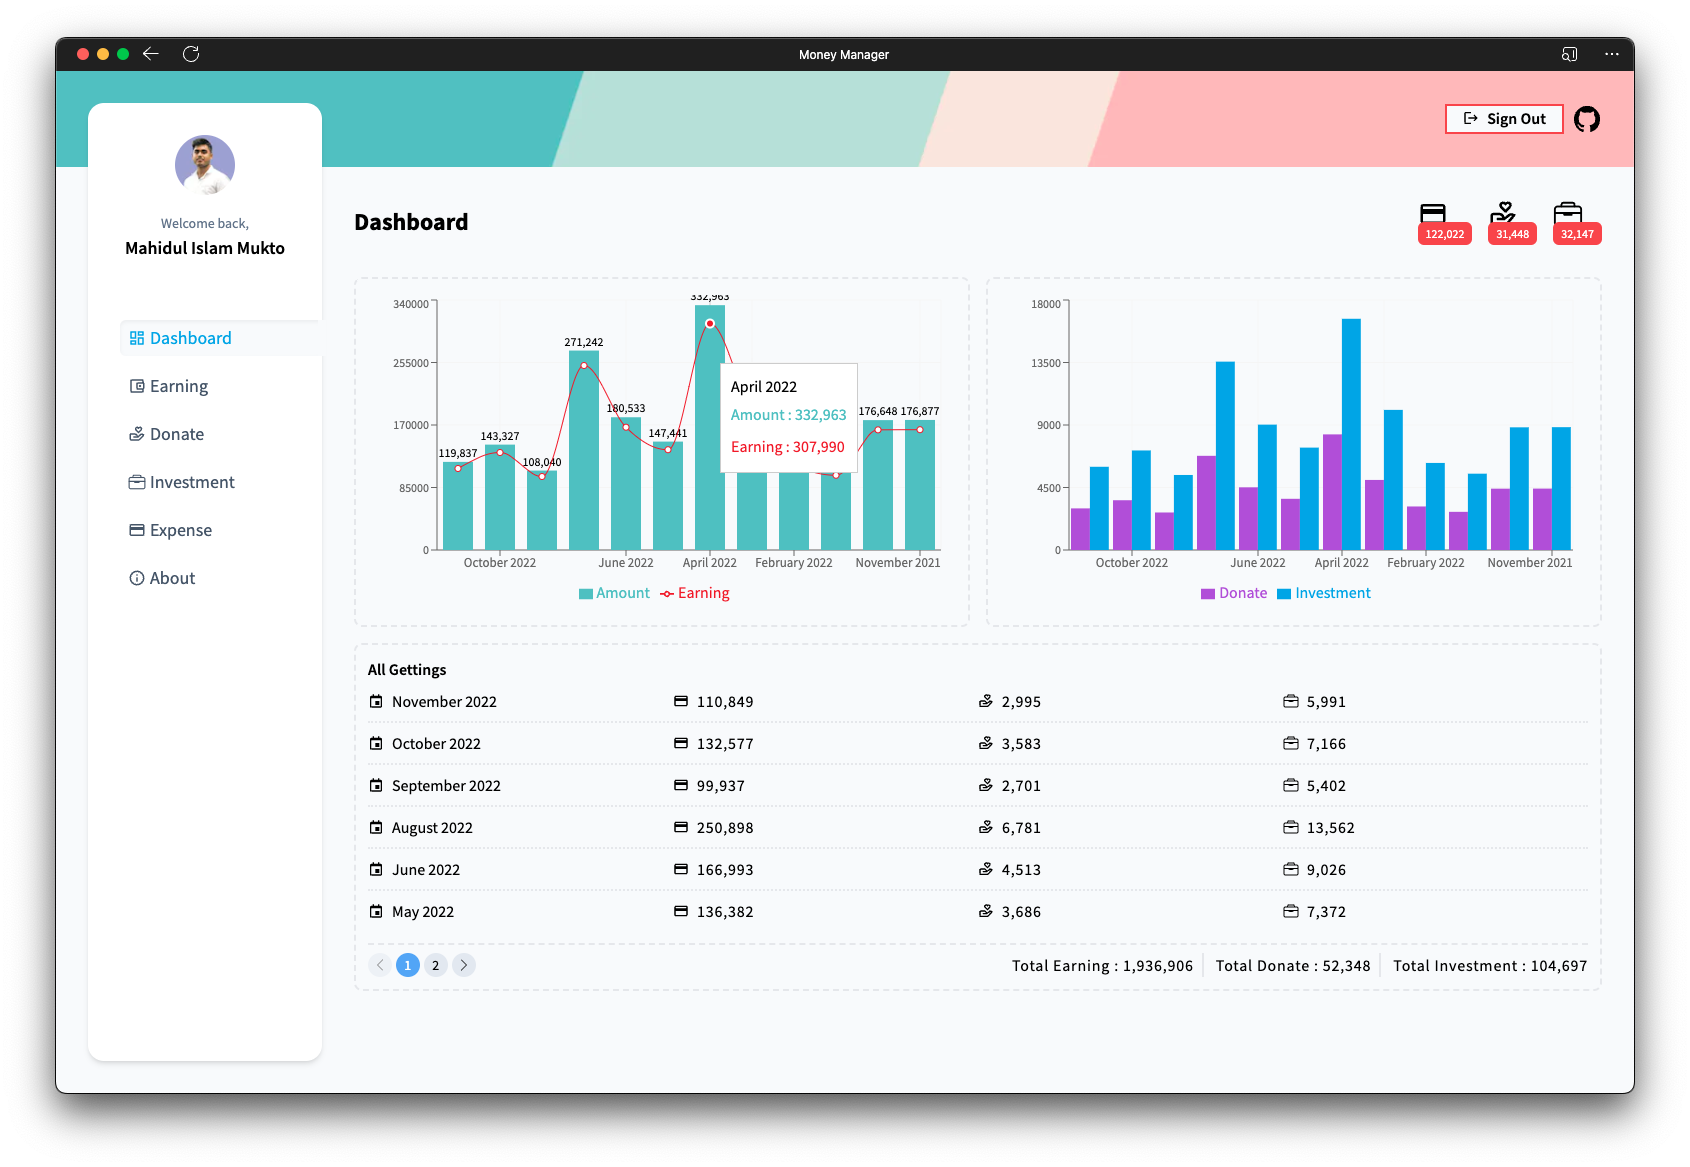 Money Manager
Sign Out
Welcome back,
Mahidul Islam Mukto
Dashboard
Earning
Donate
Investment
Expense
About
Dashboard
122,022
31,448
32,147
340000
255000
170000
85000
0
119,837
143,327
108,040
271,242
180,533
147,441
332,963
176,648
176,877
April 2022
Amount : 332,963
Earning : 307,990
October 2022
June 2022
April 2022
February 2022
November 2021
Amount
Earning
18000
13500
9000
4500
0
October 2022
June 2022
April 2022
February 2022
November 2021
Donate
Investment
All Gettings
November 2022 110,849 2,995 5,991
October 2022 132,577 3,583 7,166
September 2022 99,937 2,701 5,402
August 2022 250,898 6,781 13,562
June 2022 166,993 4,513 9,026
May 2022 136,382 3,686 7,372
1 2
Total Earning : 1,936,906 Total Donate : 52,348 Total Investment : 104,697